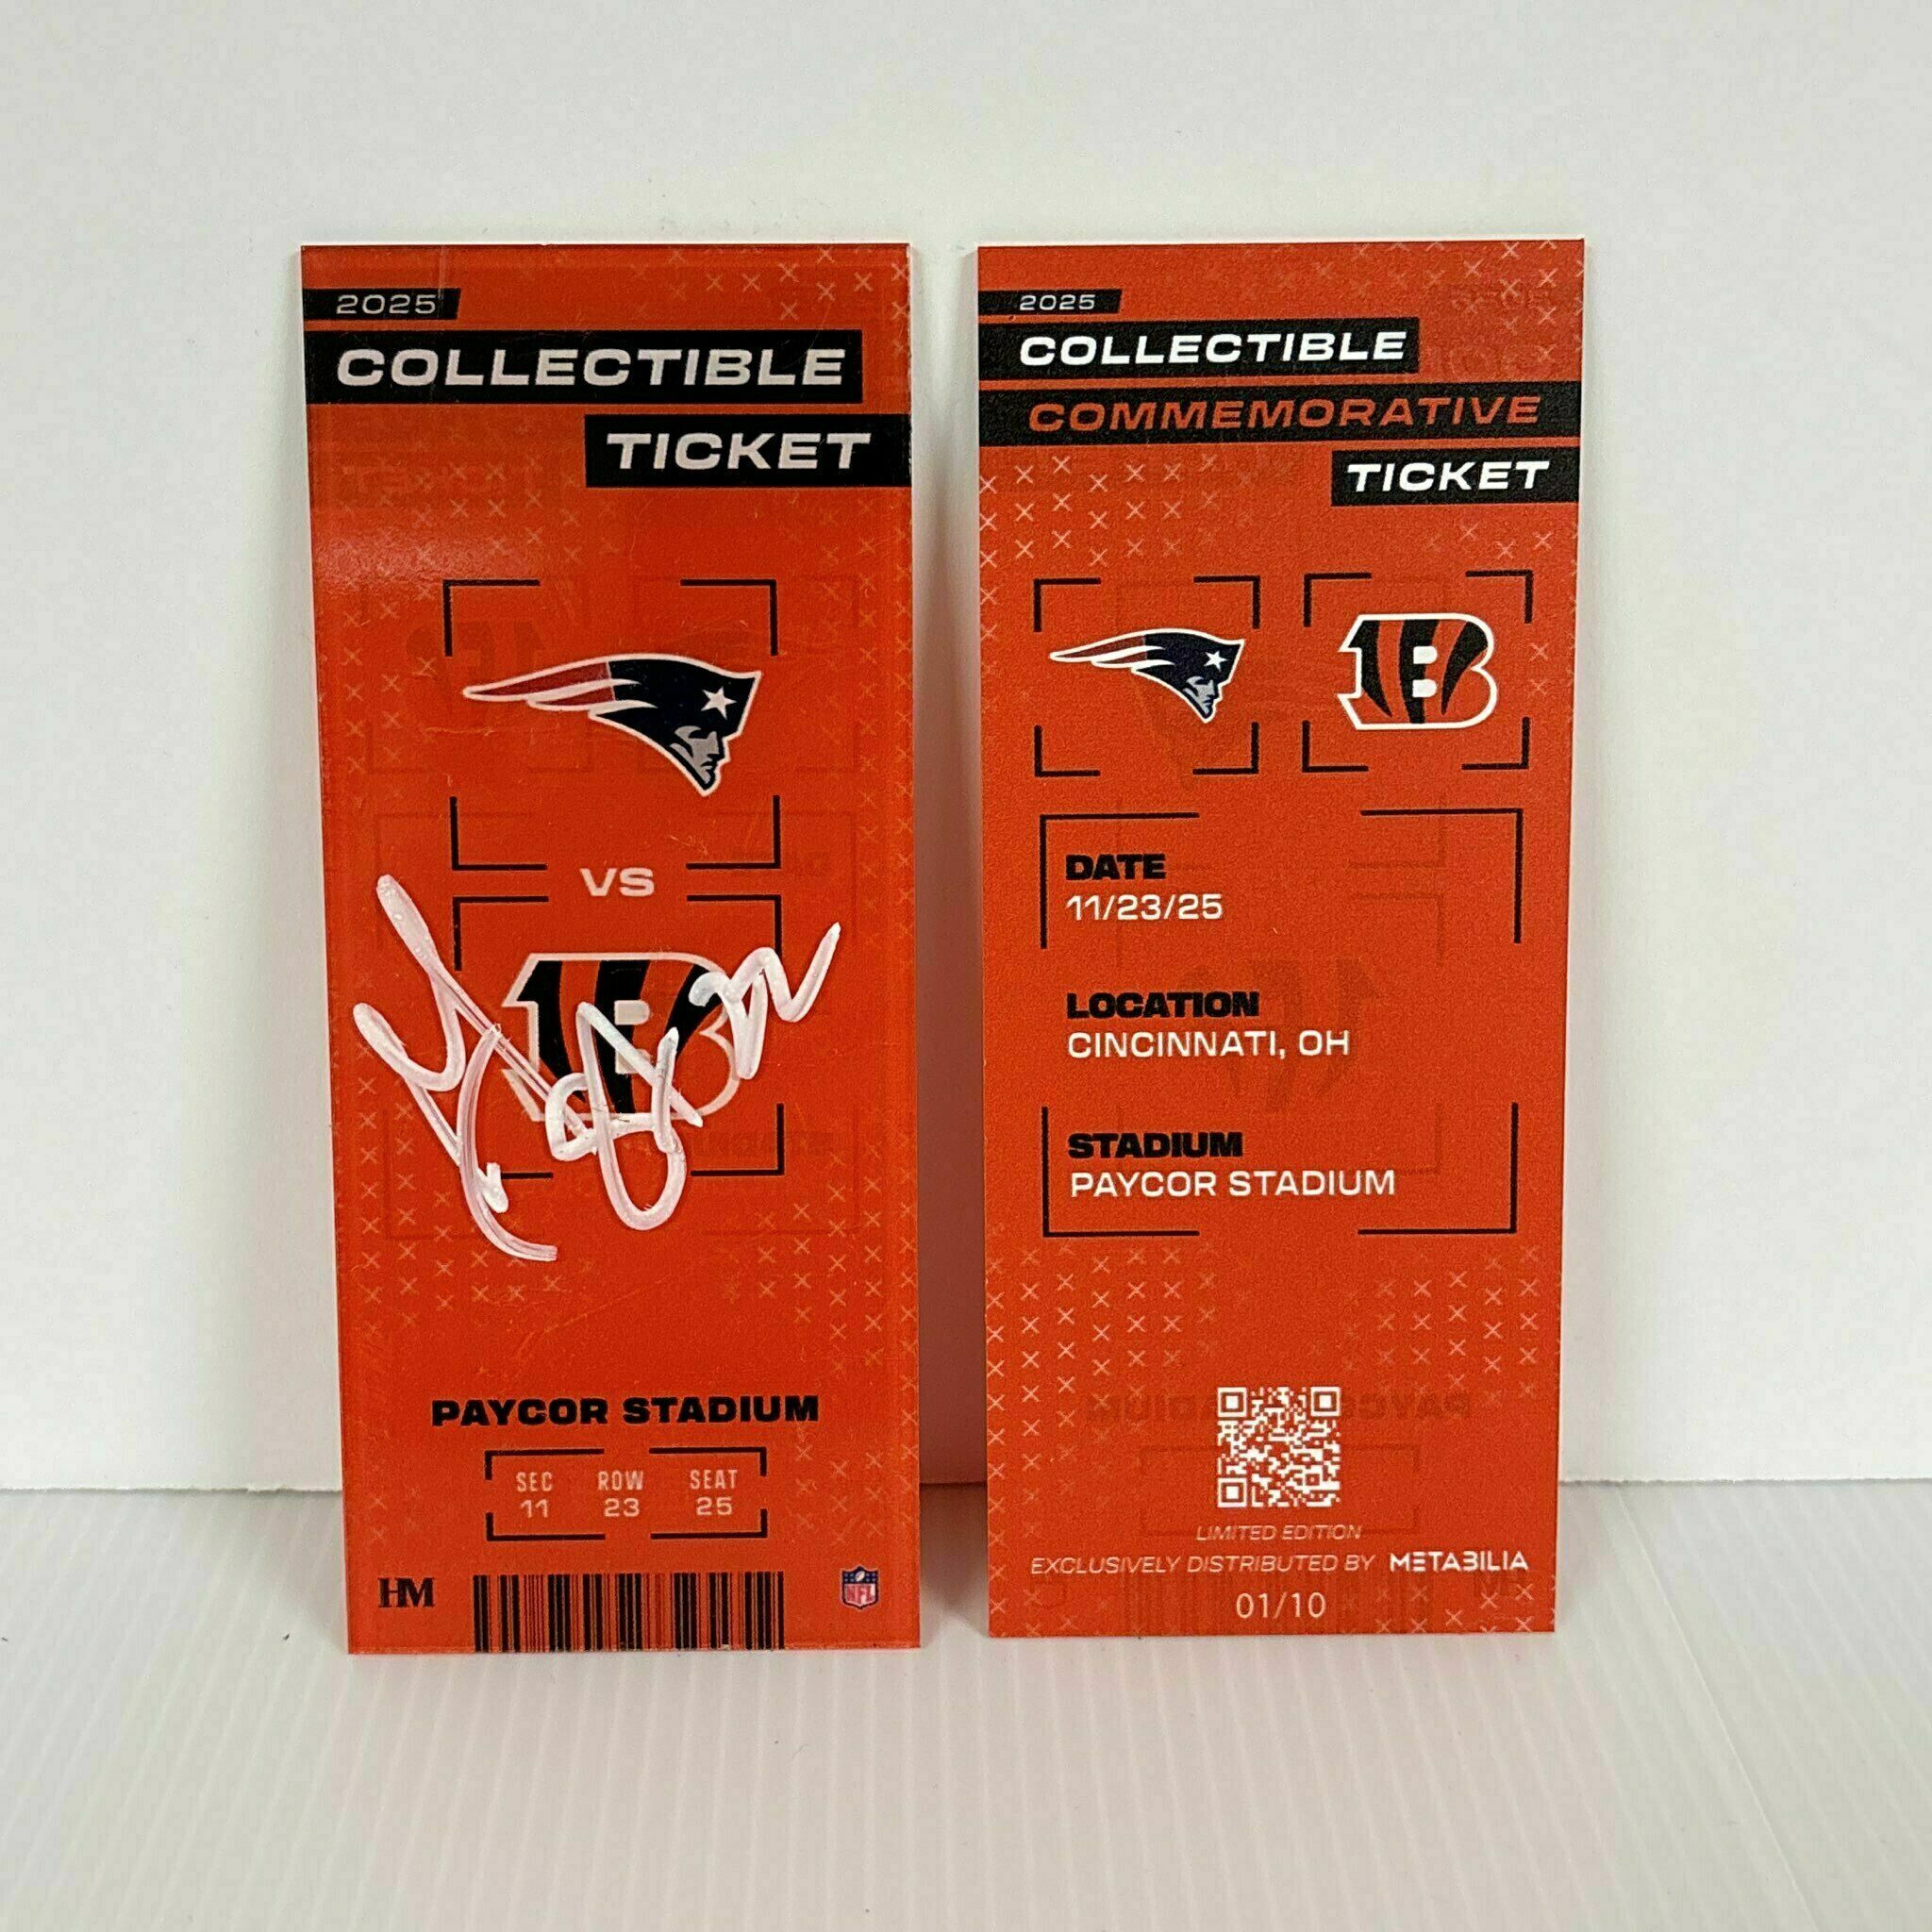 2025
COLLECTIBLE
TICKET
VS
PAYCOR STADIUM
SEC ROW SEAT
11 23 25
HM
NFL
2025
COLLECTIBLE
COMMEMORATIVE
TICKET
B
DATE
11/23/25
LOCATION
CINCINNATI, OH
STADIUM
PAYCOR STADIUM
LIMITED EDITION
EXCLUSIVELY DISTRIBUTED BY METABILIA
01/10